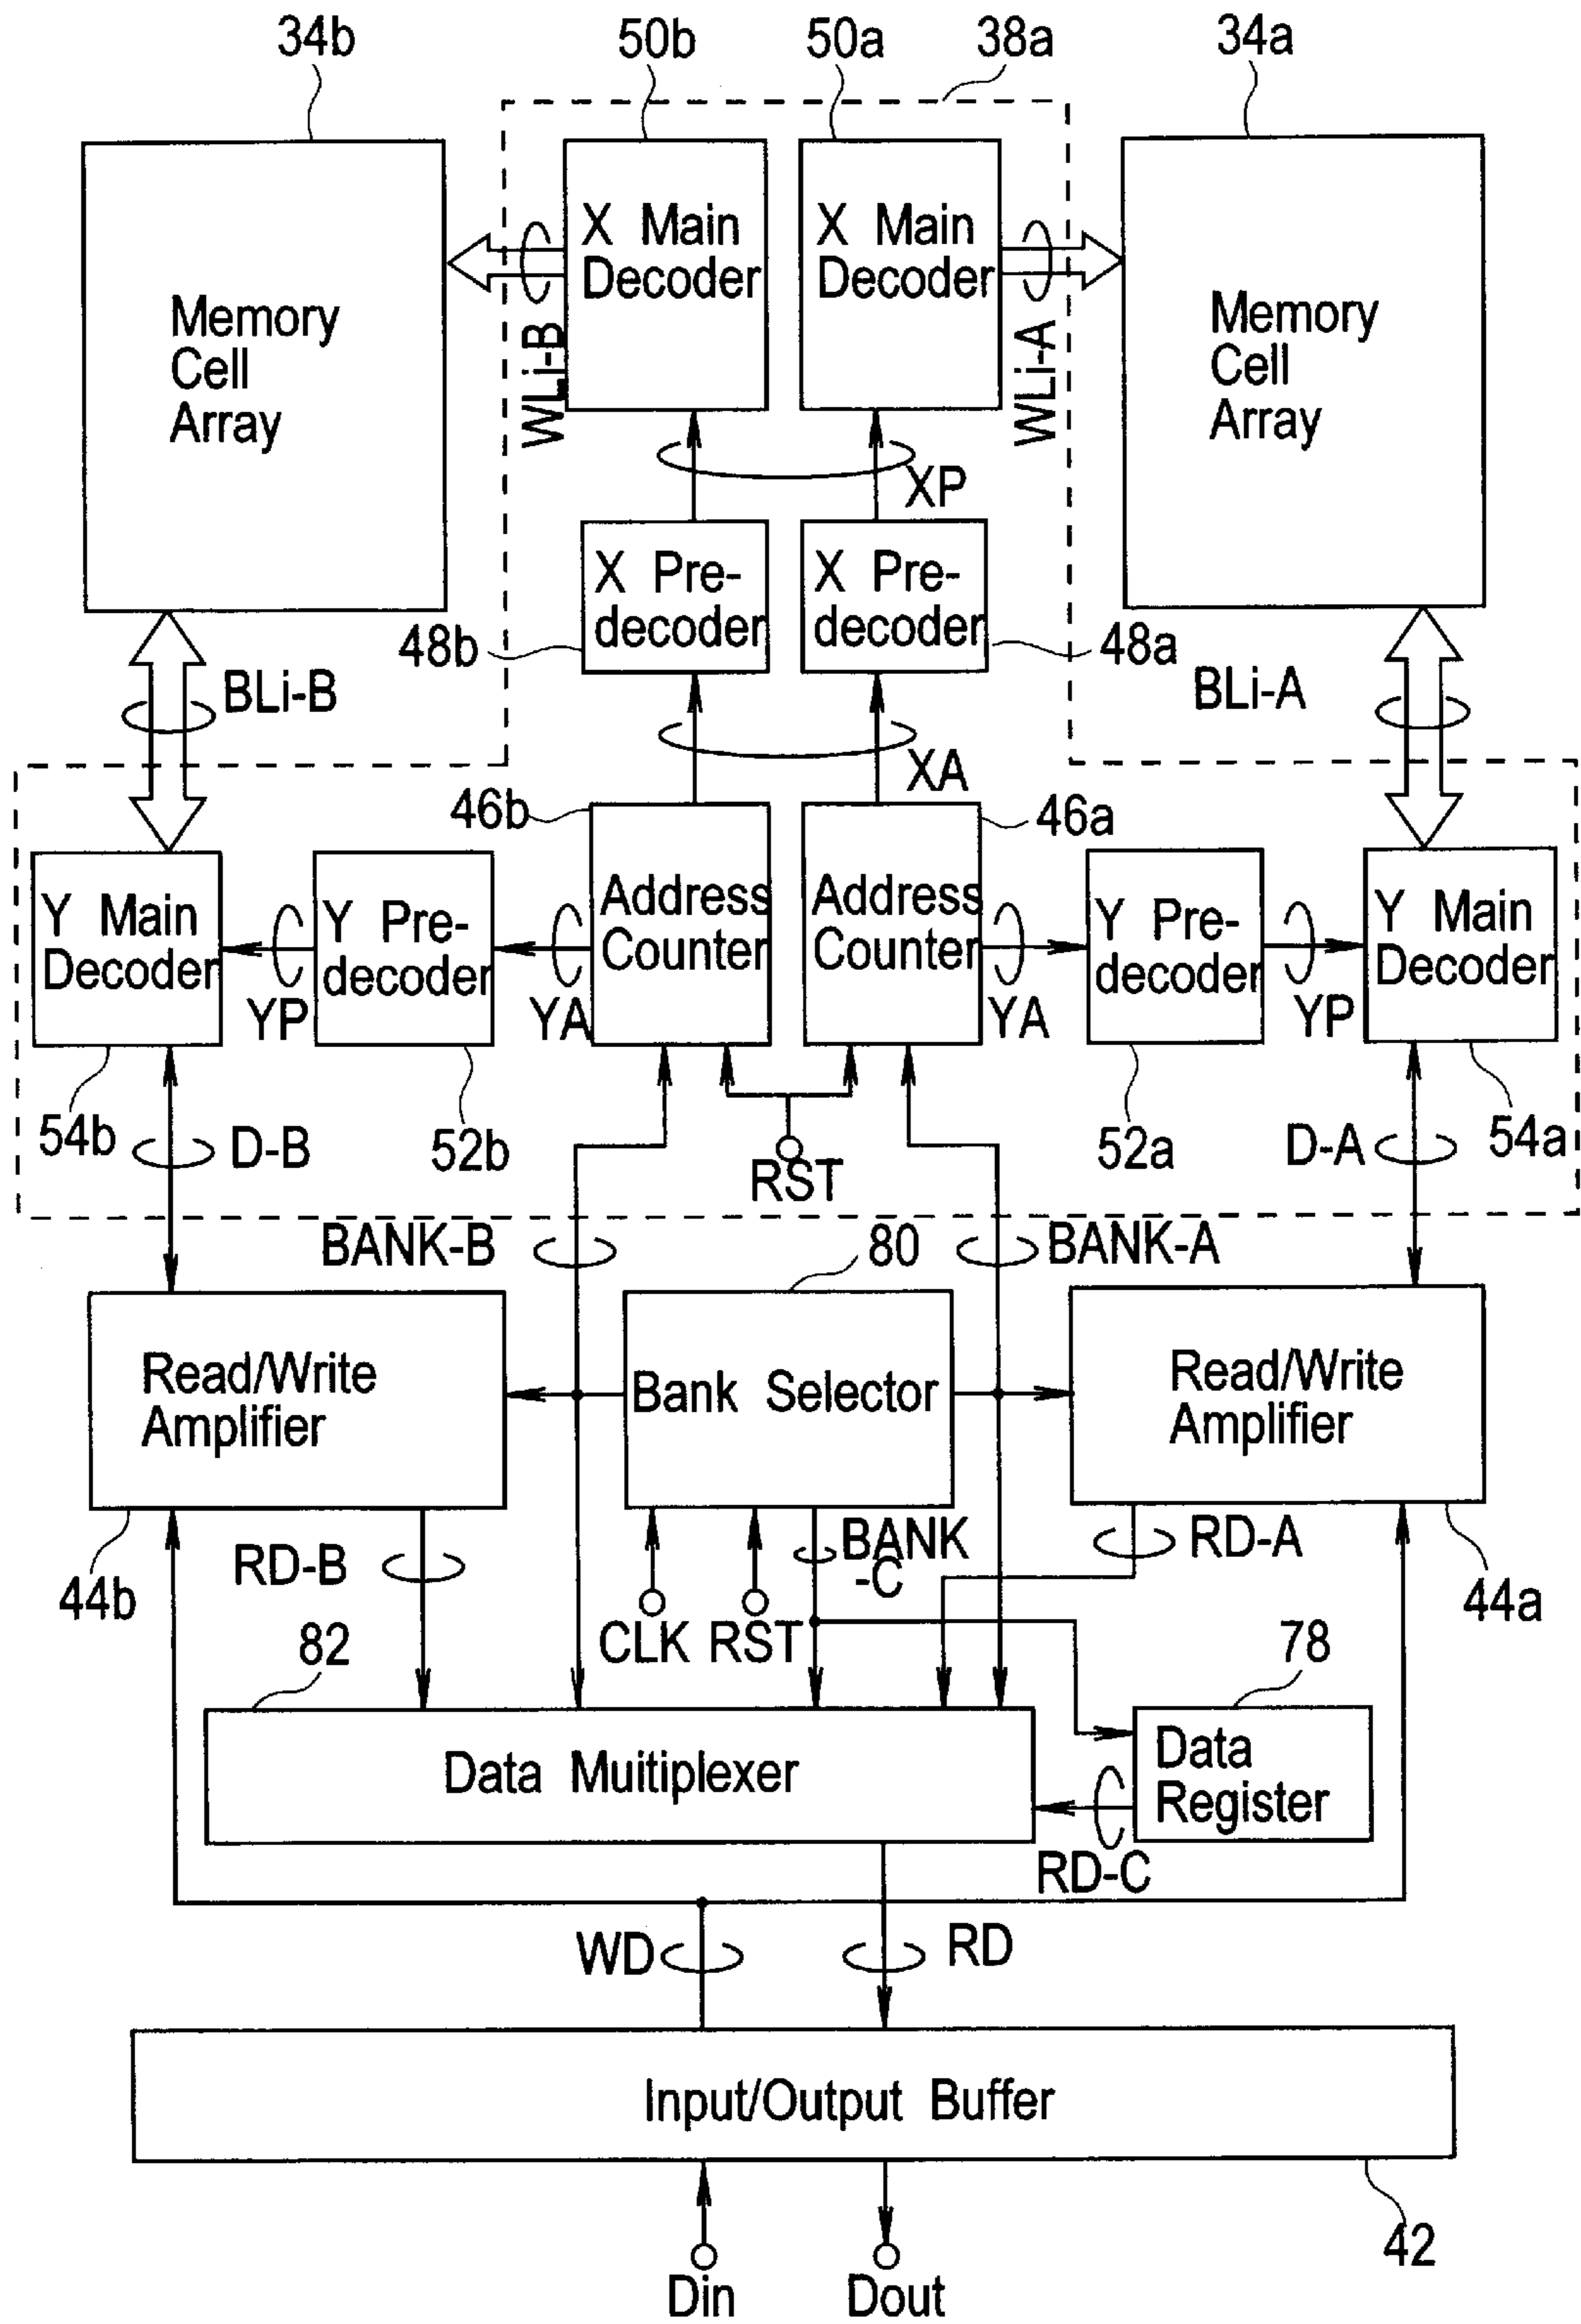 34b
50b
50a
38a
34a
Memory
Cell
Array
X Main
Decoder
X Main
Decoder
Memory
Cell
Array
WLi-B
WLi-A
XP
X Pre-
decoder
X Pre-
decoder
48b
48a
BLi-B
BLi-A
XA
46b
46a
Y Main
Decoder
Y Pre-
decoder
Address
Counter
Address
Counter
Y Pre-
decoder
Y Main
Decoder
YP
YA
YA
YP
54b
D-B
52b
RST
52a
D-A
54a
BANK-B
80
BANK-A
Read/Write
Amplifier
Bank Selector
Read/Write
Amplifier
44b
RD-B
CLK
RST
BANK
-C
RD-A
44a
82
78
Data Muitiplexer
Data
Register
RD-C
WD
RD
Input/Output Buffer
42
Din
Dout